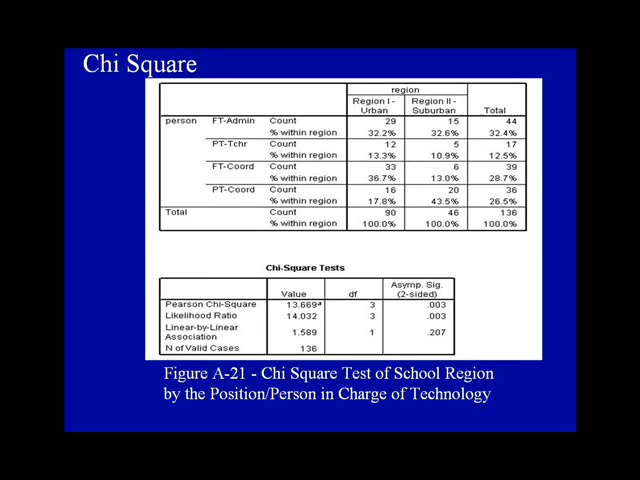 Chi Square
region
Region I - Urban Region II - Suburban Total
person FT-Admin Count 29 15 44
% within region 32.2% 32.6% 32.4%
PT-Tchr Count 12 5 17
% within region 13.3% 10.9% 12.5%
FT-Coord Count 33 6 39
% within region 36.7% 13.0% 28.7%
PT-Coord Count 16 20 36
% within region 17.8% 43.5% 26.5%
Total Count 90 46 136
% within region 100.0% 100.0% 100.0%
Chi-Square Tests
Value df Asymp. Sig. (2-sided)
Pearson Chi-Square 13.669a 3 .003
Likelihood Ratio 14.032 3 .003
Linear-by-Linear Association 1.589 1 .207
N of Valid Cases 136
Figure A-21 - Chi Square Test of School Region
by the Position/Person in Charge of Technology